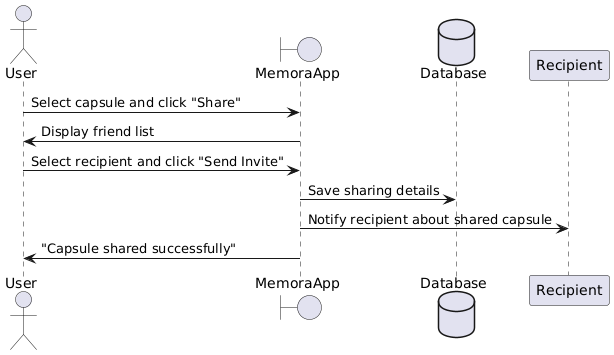 User
MemoraApp
Database
Recipient
Select capsule and click "Share"
Display friend list
Select recipient and click "Send Invite"
Save sharing details
Notify recipient about shared capsule
"Capsule shared successfully"
User
MemoraApp
Database
Recipient